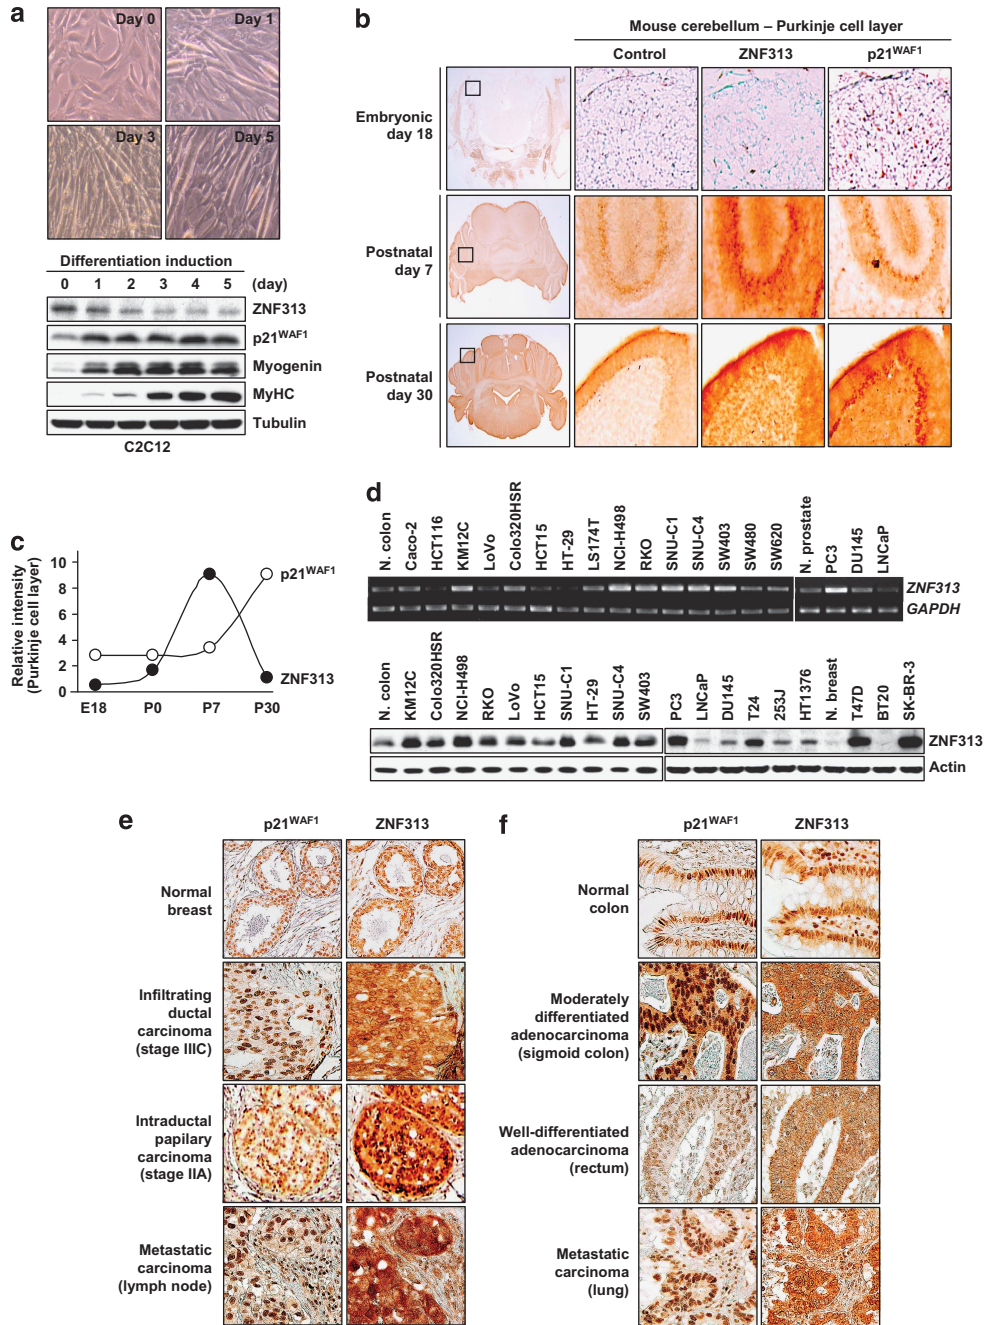 a
Day 0
Day 1
Day 3
Day 5
Differentiation induction
0 1 2 3 4 5 (day)
ZNF313
p21WAF1
Myogenin
MyHC
Tubulin
C2C12
b
Mouse cerebellum – Purkinje cell layer
Control ZNF313 p21WAF1
Embryonic
day 18
Postnatal
day 7
Postnatal
day 30
c
Relative intensity
(Purkinje cell layer)
10
8
6
4
2
0
E18 P0 P7 P30
p21WAF1
ZNF313
d
N. colon
Caco-2
HCT116
KM12C
LoVo
Colo320HSR
HCT15
HT-29
LS174T
NCI-H498
RKO
SNU-C1
SNU-C4
SW403
SW480
SW620
N. prostate
PC3
DU145
LNCaP
ZNF313
GAPDH
N. colon
KM12C
Colo320HSR
NCI-H498
RKO
LoVo
HCT15
SNU-C1
HT-29
SNU-C4
SW403
PC3
LNCaP
DU145
T24
253J
HT1376
N. breast
T47D
BT20
SK-BR-3
ZNF313
Actin
e
p21WAF1 ZNF313
Normal
breast
Infiltrating
ductal
carcinoma
(stage IIIC)
Intraductal
papilary
carcinoma
(stage IIA)
Metastatic
carcinoma
(lymph node)
f
p21WAF1 ZNF313
Normal
colon
Moderately
differentiated
adenocarcinoma
(sigmoid colon)
Well-differentiated
adenocarcinoma
(rectum)
Metastatic
carcinoma
(lung)